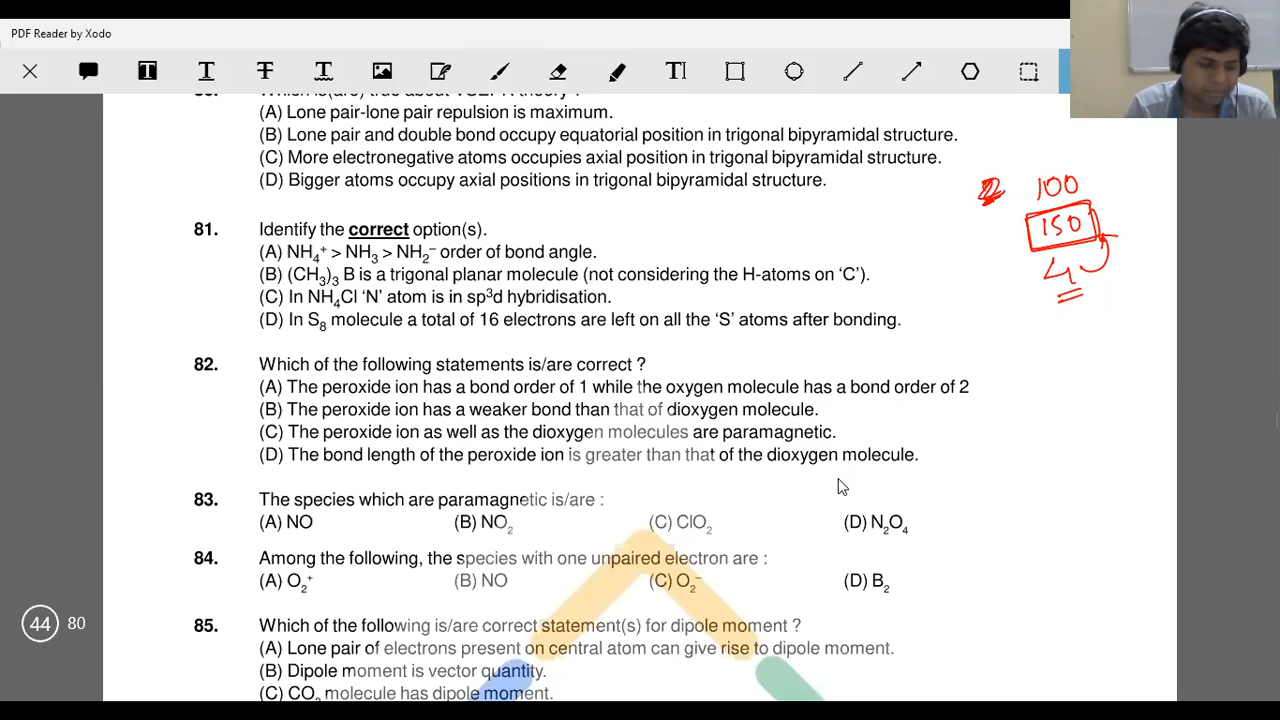 PDF Reader by Xodo
(A) Lone pair-lone pair repulsion is maximum.
(B) Lone pair and double bond occupy equatorial position in trigonal bipyramidal structure.
(C) More electronegative atoms occupies axial position in trigonal bipyramidal structure.
(D) Bigger atoms occupy axial positions in trigonal bipyramidal structure.
100
150
4
81. Identify the correct option(s).
(A) NH₄⁺ > NH₃ > NH₂⁻ order of bond angle.
(B) (CH₃)₃ B is a trigonal planar molecule (not considering the H-atoms on ‘C’).
(C) In NH₄Cl ‘N’ atom is in sp³d hybridisation.
(D) In S₈ molecule a total of 16 electrons are left on all the ‘S’ atoms after bonding.
82. Which of the following statements is/are correct ?
(A) The peroxide ion has a bond order of 1 while the oxygen molecule has a bond order of 2
(B) The peroxide ion has a weaker bond than that of dioxygen molecule.
(C) The peroxide ion as well as the dioxygen molecules are paramagnetic.
(D) The bond length of the peroxide ion is greater than that of the dioxygen molecule.
83. The species which are paramagnetic is/are :
(A) NO (B) NO₂ (C) ClO₂ (D) N₂O₄
84. Among the following, the species with one unpaired electron are :
(A) O₂⁺ (B) NO (C) O₂⁻ (D) B₂
44 80
85. Which of the following is/are correct statement(s) for dipole moment ?
(A) Lone pair of electrons present on central atom can give rise to dipole moment.
(B) Dipole moment is vector quantity.
(C) CO₂ molecule has dipole moment.